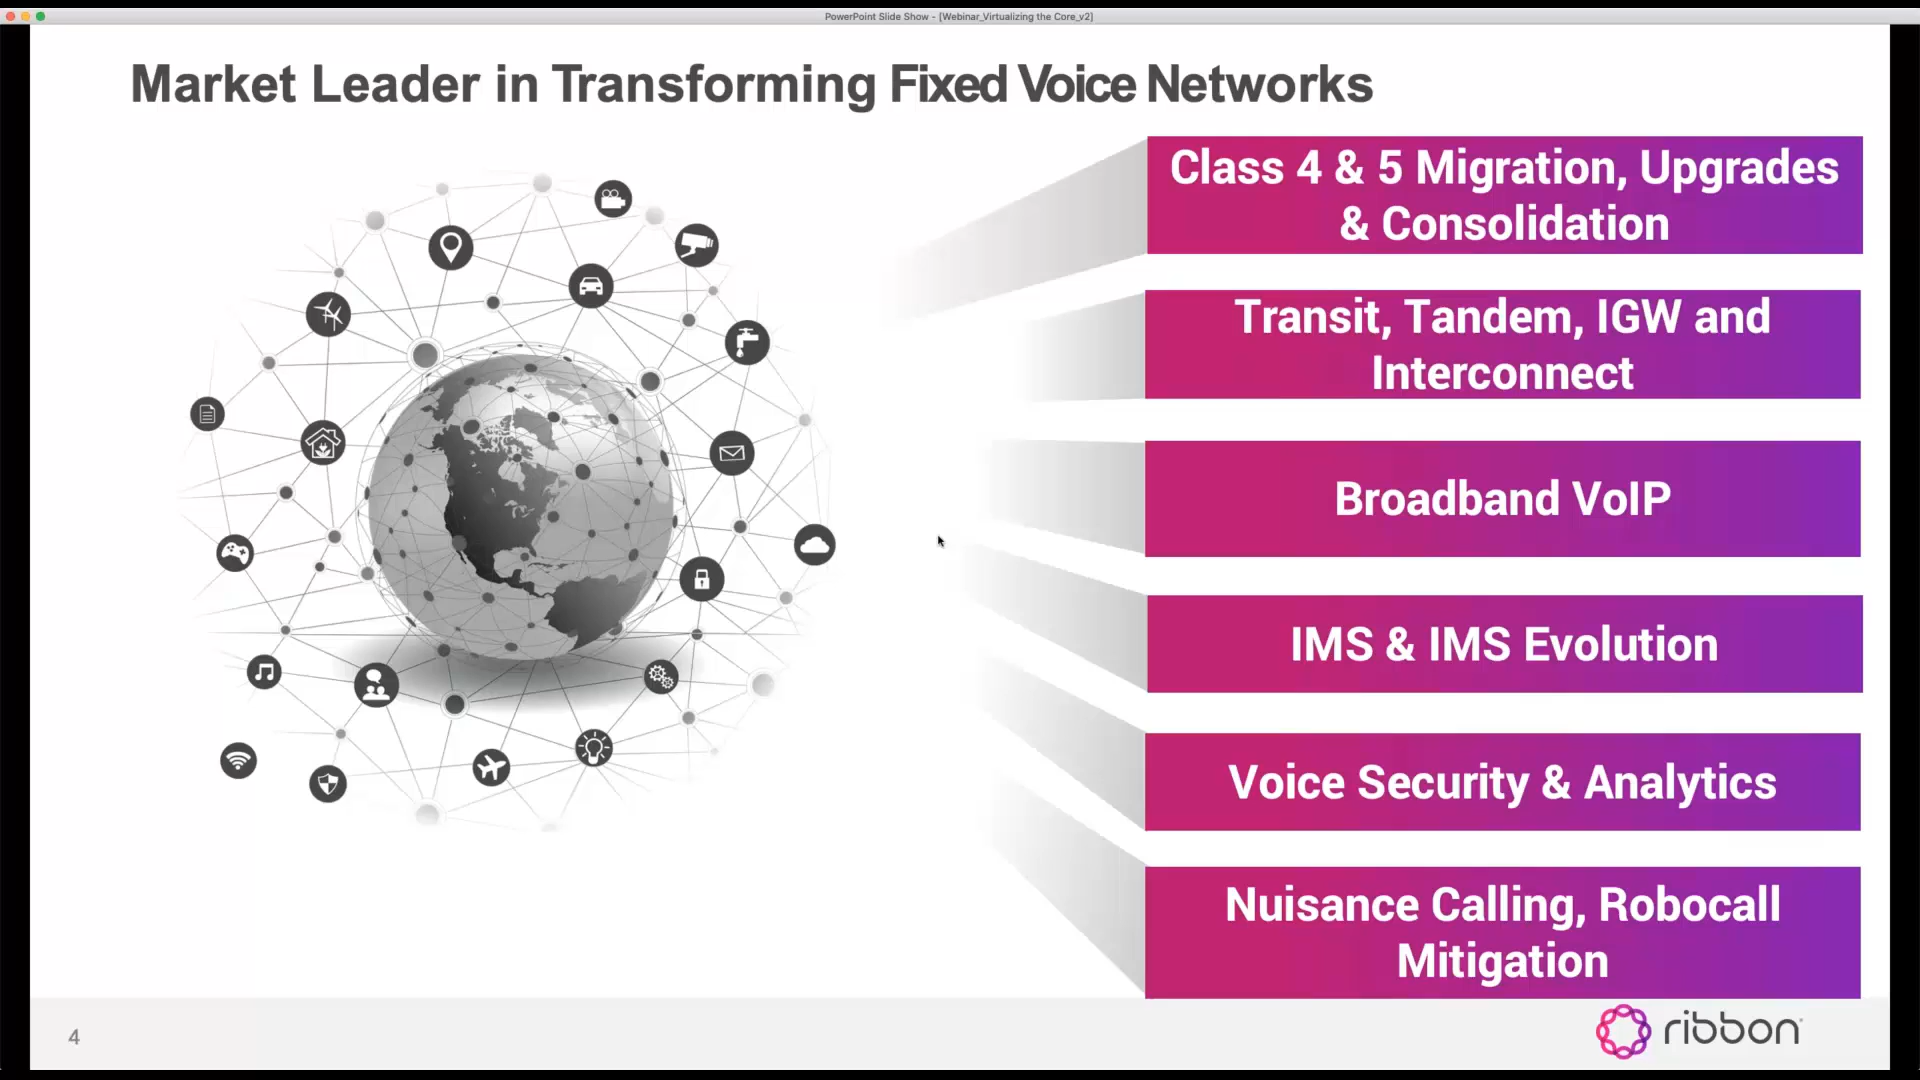 PowerPoint Slide Show - [Webinar_Virtualizing the Core_v2]
Market Leader in Transforming Fixed Voice Networks
Class 4 & 5 Migration, Upgrades
& Consolidation
Transit, Tandem, IGW and
Interconnect
Broadband VoIP
IMS & IMS Evolution
Voice Security & Analytics
Nuisance Calling, Robocall
Mitigation
4
ribbon